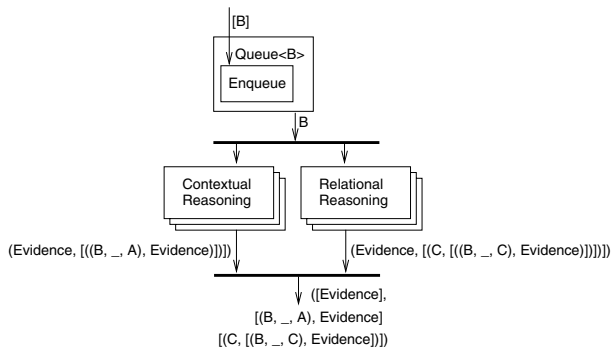 [B]
Queue<B>
Enqueue
B
Contextual
Reasoning
Relational
Reasoning
(Evidence, [((B, _, A), Evidence)])])
(Evidence, [(C, [((B, _, C), Evidence)])])])
([Evidence],
[(B, _, A), Evidence]
[(C, [(B, _, C), Evidence])])